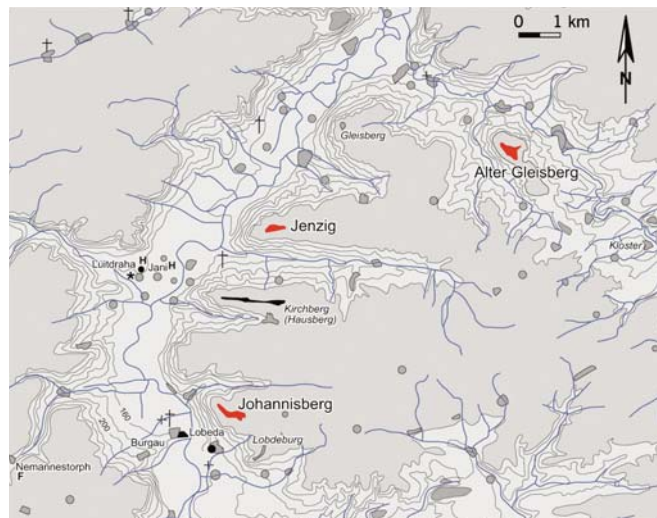 0 1 km
N
Gleisberg
Alter Gleisberg
Jenzig
Kloster
Luitdraha H Jani H
Kirchberg
(Hausberg)
Johannisberg
160
200
Lobeda
Burgau
Lobdeburg
Nemannestorph
F